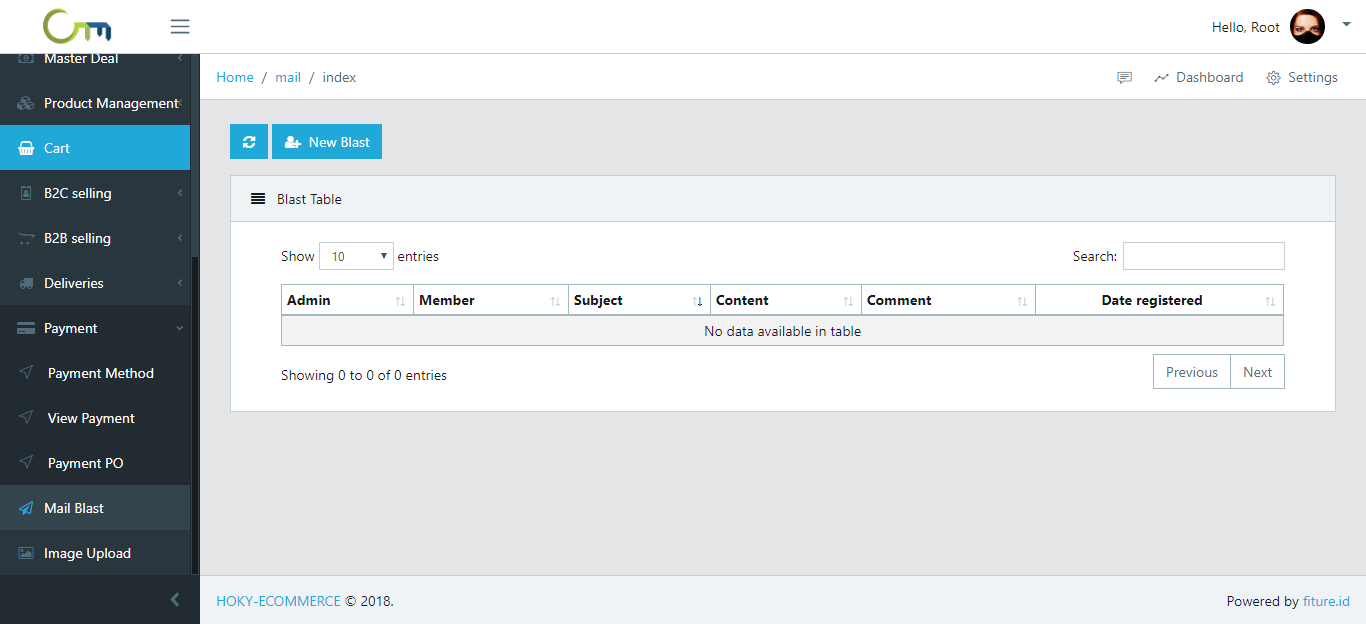 Hello, Root
Master Deal
Product Management
Cart
B2C selling
B2B selling
Deliveries
Payment
Payment Method
View Payment
Payment PO
Mail Blast
Image Upload
Home / mail / index
Dashboard
Settings
New Blast
Blast Table
Show 10 entries
Search:
Admin Member Subject Content Comment Date registered
No data available in table
Showing 0 to 0 of 0 entries
Previous Next
HOKY-ECOMMERCE © 2018.
Powered by fiture.id